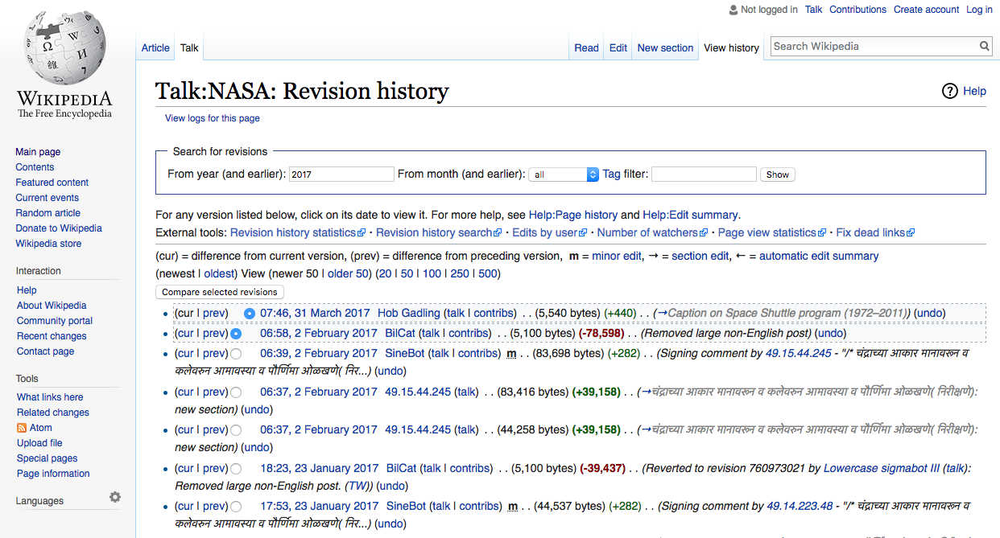 Not logged in Talk Contributions Create account Log in
Article Talk Read Edit New section View history Search Wikipedia
WIKIPEDIA
The Free Encyclopedia
Main page
Contents
Featured content
Current events
Random article
Donate to Wikipedia
Wikipedia store
Interaction
Help
About Wikipedia
Community portal
Recent changes
Contact page
Tools
What links here
Related changes
Atom
Upload file
Special pages
Page information
Languages
Talk:NASA: Revision history
Help
View logs for this page
Search for revisions
From year (and earlier): 2017 From month (and earlier): all Tag filter: Show
For any version listed below, click on its date to view it. For more help, see Help:Page history and Help:Edit summary.
External tools: Revision history statistics · Revision history search · Edits by user · Number of watchers · Page view statistics · Fix dead links
(cur) = difference from current version, (prev) = difference from preceding version, m = minor edit, → = section edit, ← = automatic edit summary
(newest | oldest) View (newer 50 | older 50) (20 | 50 | 100 | 250 | 500)
Compare selected revisions
• (cur | prev) 07:46, 31 March 2017 Hob Gadling (talk | contribs) . . (5,540 bytes) (+440) . . (→Caption on Space Shuttle program (1972–2011)) (undo)
• (cur | prev) 06:58, 2 February 2017 BilCat (talk | contribs) . . (5,100 bytes) (-78,598) . . (Removed large non-English post) (undo)
• (cur | prev) 06:39, 2 February 2017 SineBot (talk | contribs) m . . (83,698 bytes) (+282) . . (Signing comment by 49.15.44.245 - "/* चंद्राच्या आकार मानावरून व
कलेवरुन आमावस्या व पौर्णिमा ओळखणे( निर...) (undo)
• (cur | prev) 06:37, 2 February 2017 49.15.44.245 (talk) . . (83,416 bytes) (+39,158) . . (→चंद्राच्या आकार मानावरून व कलेवरुन आमावस्या व पौर्णिमा ओळखणे( निरीक्षणे):
new section) (undo)
• (cur | prev) 06:37, 2 February 2017 49.15.44.245 (talk) . . (44,258 bytes) (+39,158) . . (→चंद्राच्या आकार मानावरून व कलेवरुन आमावस्या व पौर्णिमा ओळखणे( निरीक्षणे):
new section) (undo)
• (cur | prev) 18:23, 23 January 2017 BilCat (talk | contribs) . . (5,100 bytes) (-39,437) . . (Reverted to revision 760973021 by Lowercase sigmabot III (talk):
Removed large non-English post. (TW)) (undo)
• (cur | prev) 17:53, 23 January 2017 SineBot (talk | contribs) m . . (44,537 bytes) (+282) . . (Signing comment by 49.14.223.48 - "/* चंद्राच्या आकार मानावरून व
कलेवरुन आमावस्या व पौर्णिमा ओळखणे( निर...) (undo)